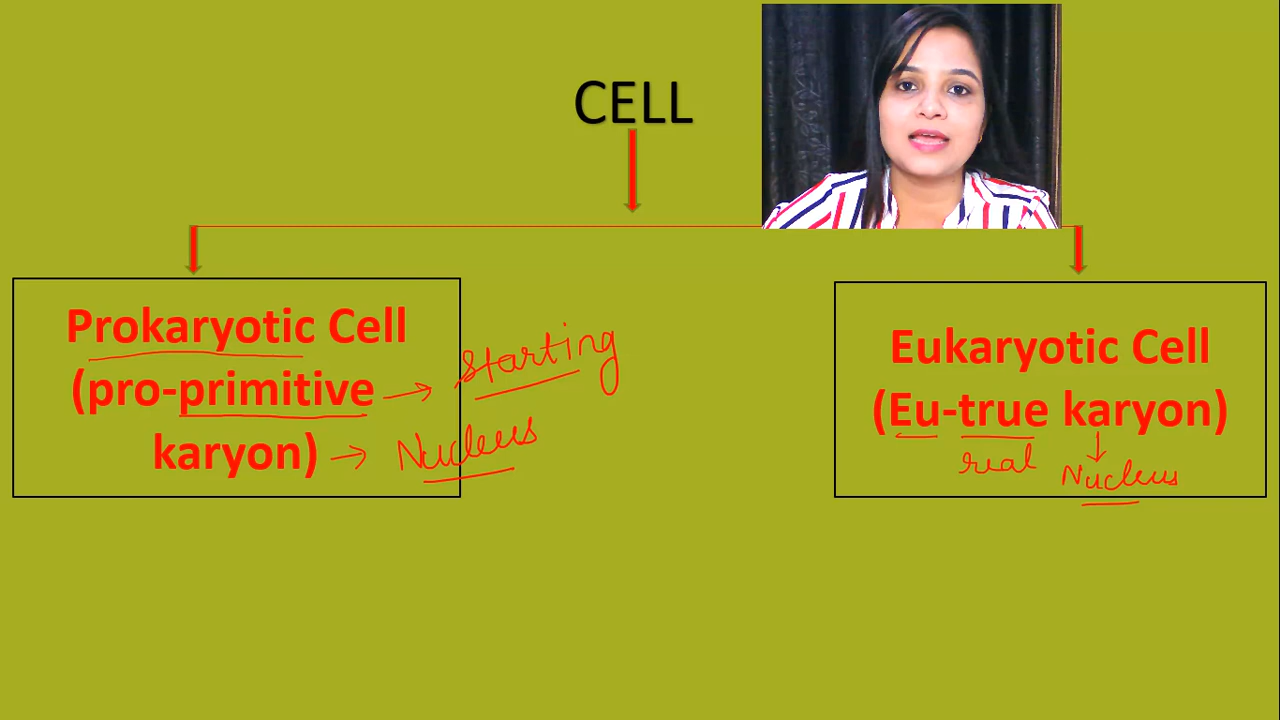 CELL
Prokaryotic Cell
(pro-primitive → starting
karyon) → Nucleus
Eukaryotic Cell
(Eu-true karyon)
real
Nucleus